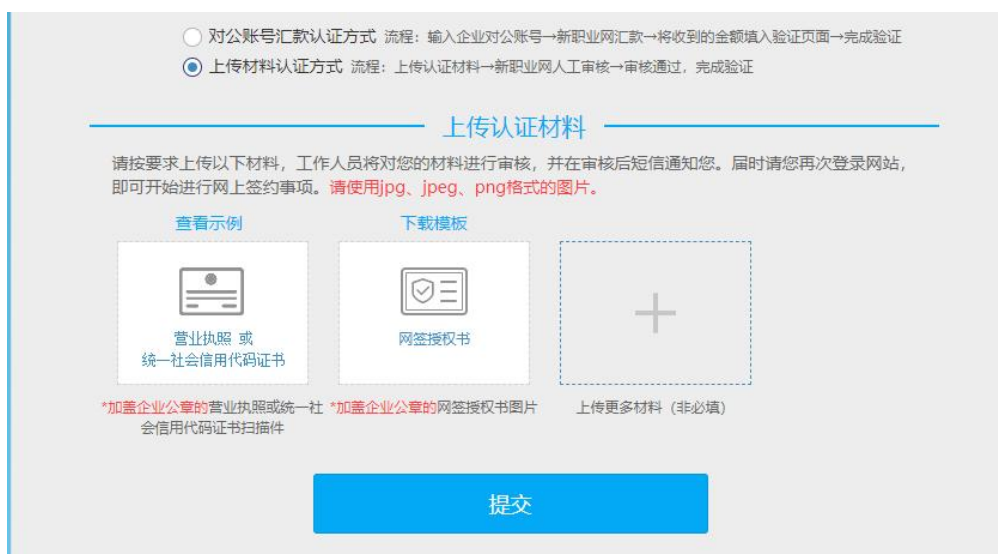 对公账号汇款认证方式 流程：输入企业对公账号→新职业网汇款→将收到的金额填入验证页面→完成验证
上传材料认证方式 流程：上传认证材料→新职业网人工审核→审核通过，完成验证
上传认证材料
请按要求上传以下材料，工作人员将对您的材料进行审核，并在审核后短信通知您。届时请您再次登录网站，
即可开始进行网上签约事项。请使用jpg、jpeg、png格式的图片。
查看示例
下载模板
营业执照 或
统一社会信用代码证书
网签授权书
*加盖企业公章的营业执照或统一社
会信用代码证书扫描件
*加盖企业公章的网签授权书图片
上传更多材料（非必填）
提交